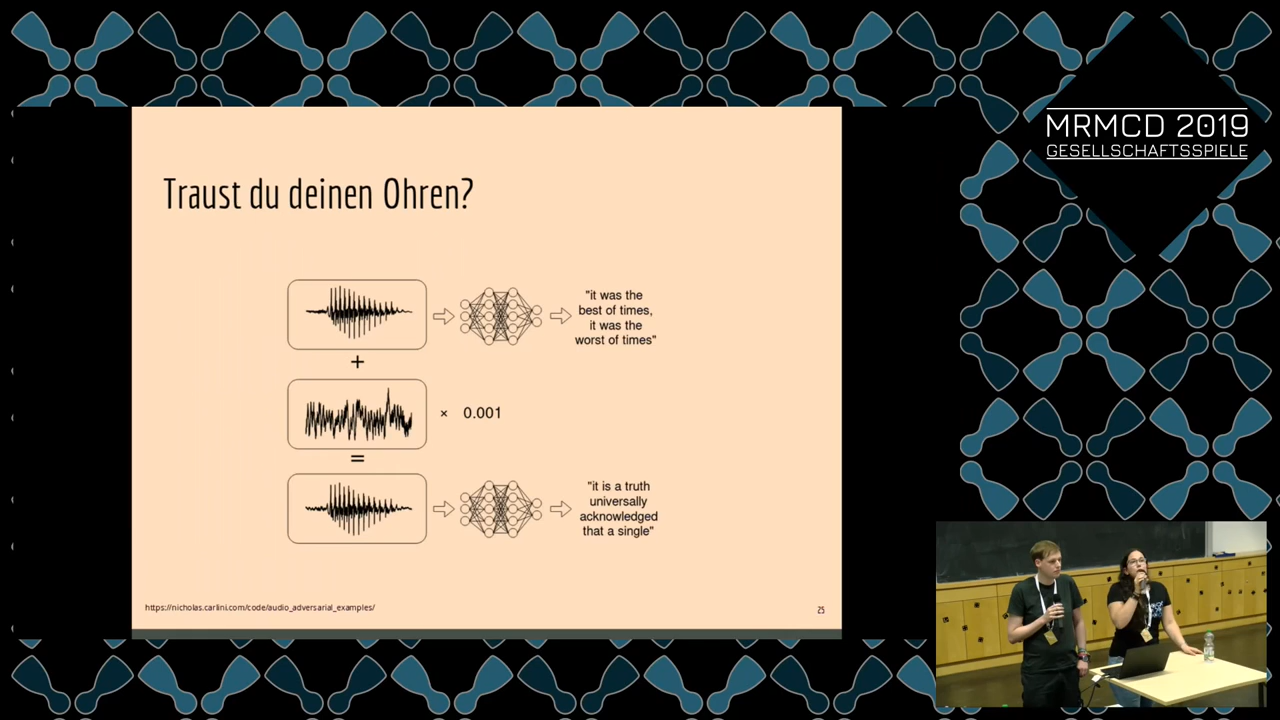 MRMCD 2019
GESELLSCHAFTSSPIELE
Traust du deinen Ohren?
"it was the
best of times,
it was the
worst of times"
+
× 0.001
=
"it is a truth
universally
acknowledged
that a single"
https://nicholas.carlini.com/code/audio_adversarial_examples/
25